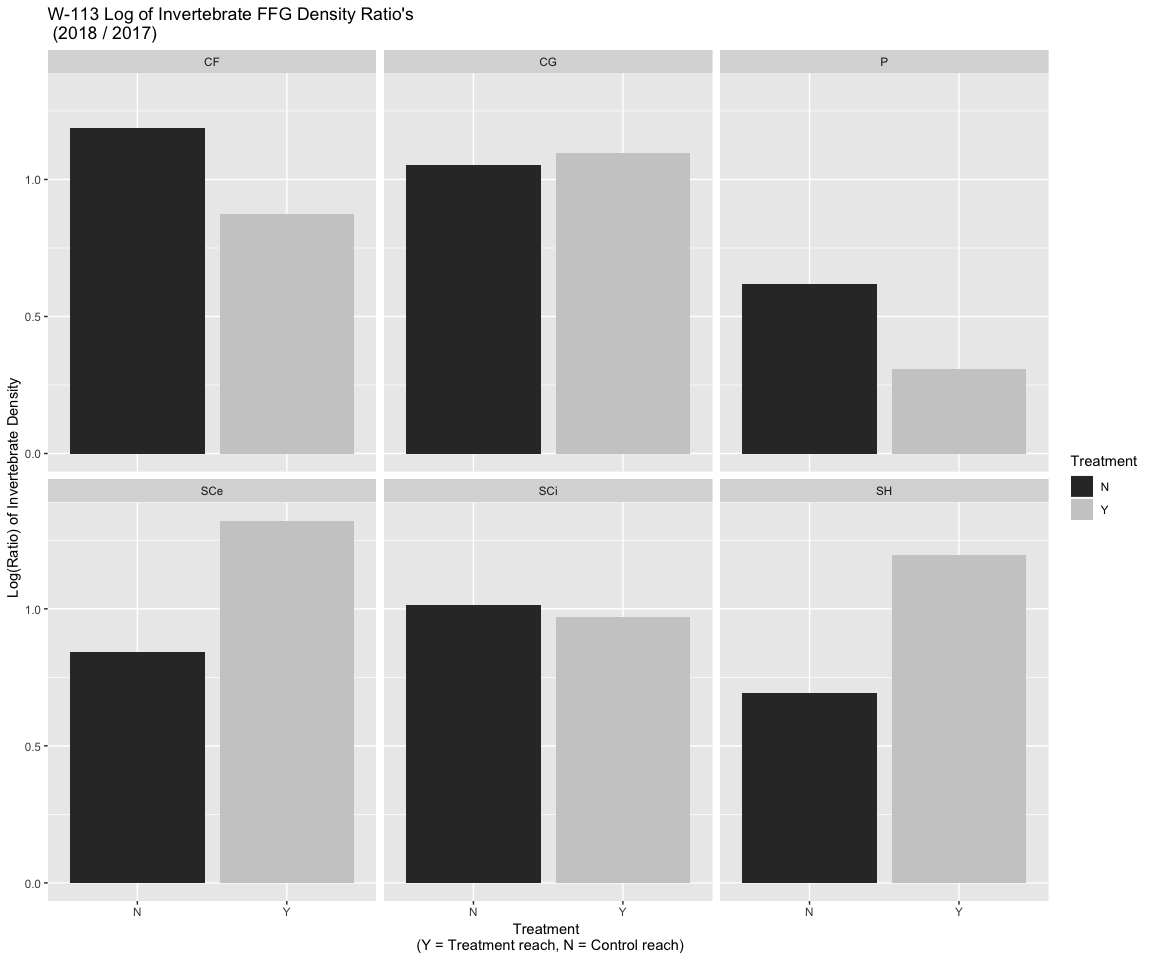 W-113 Log of Invertebrate FFG Density Ratio's
(2018 / 2017)
CF
CG
P
1.0
0.5
0.0
Log(Ratio) of Invertebrate Density
SCe
SCi
SH
1.0
0.5
0.0
N
Y
N
Y
N
Y
Treatment
(Y = Treatment reach, N = Control reach)
Treatment
N
Y